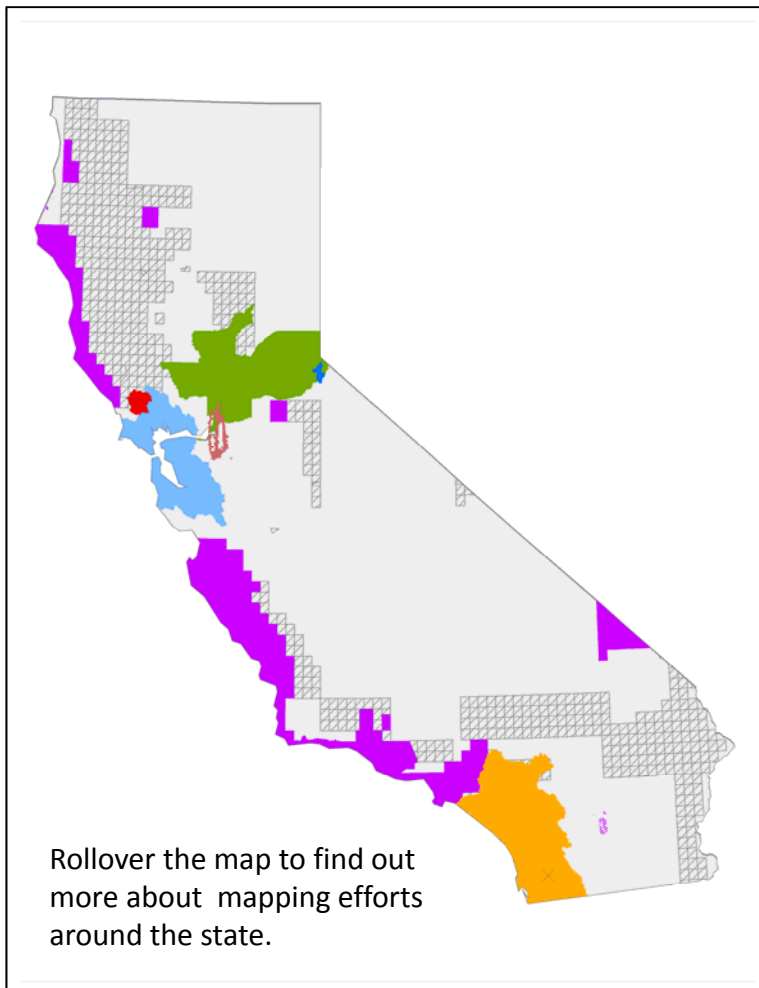 Rollover the map to find out
more about  mapping efforts
around the state.